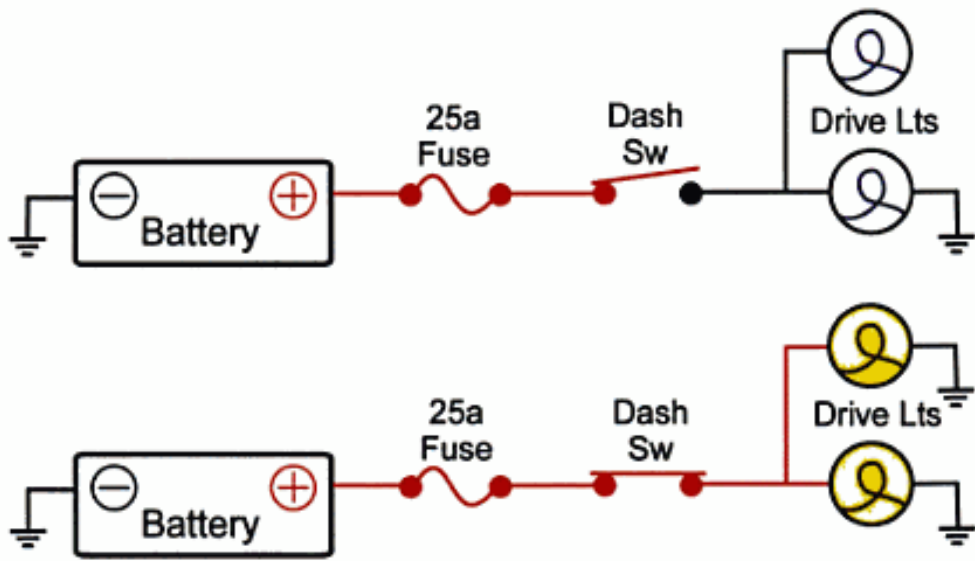 25a
Fuse
Dash
Sw
Drive Lts
Battery
25a
Fuse
Dash
Sw
Drive Lts
Battery